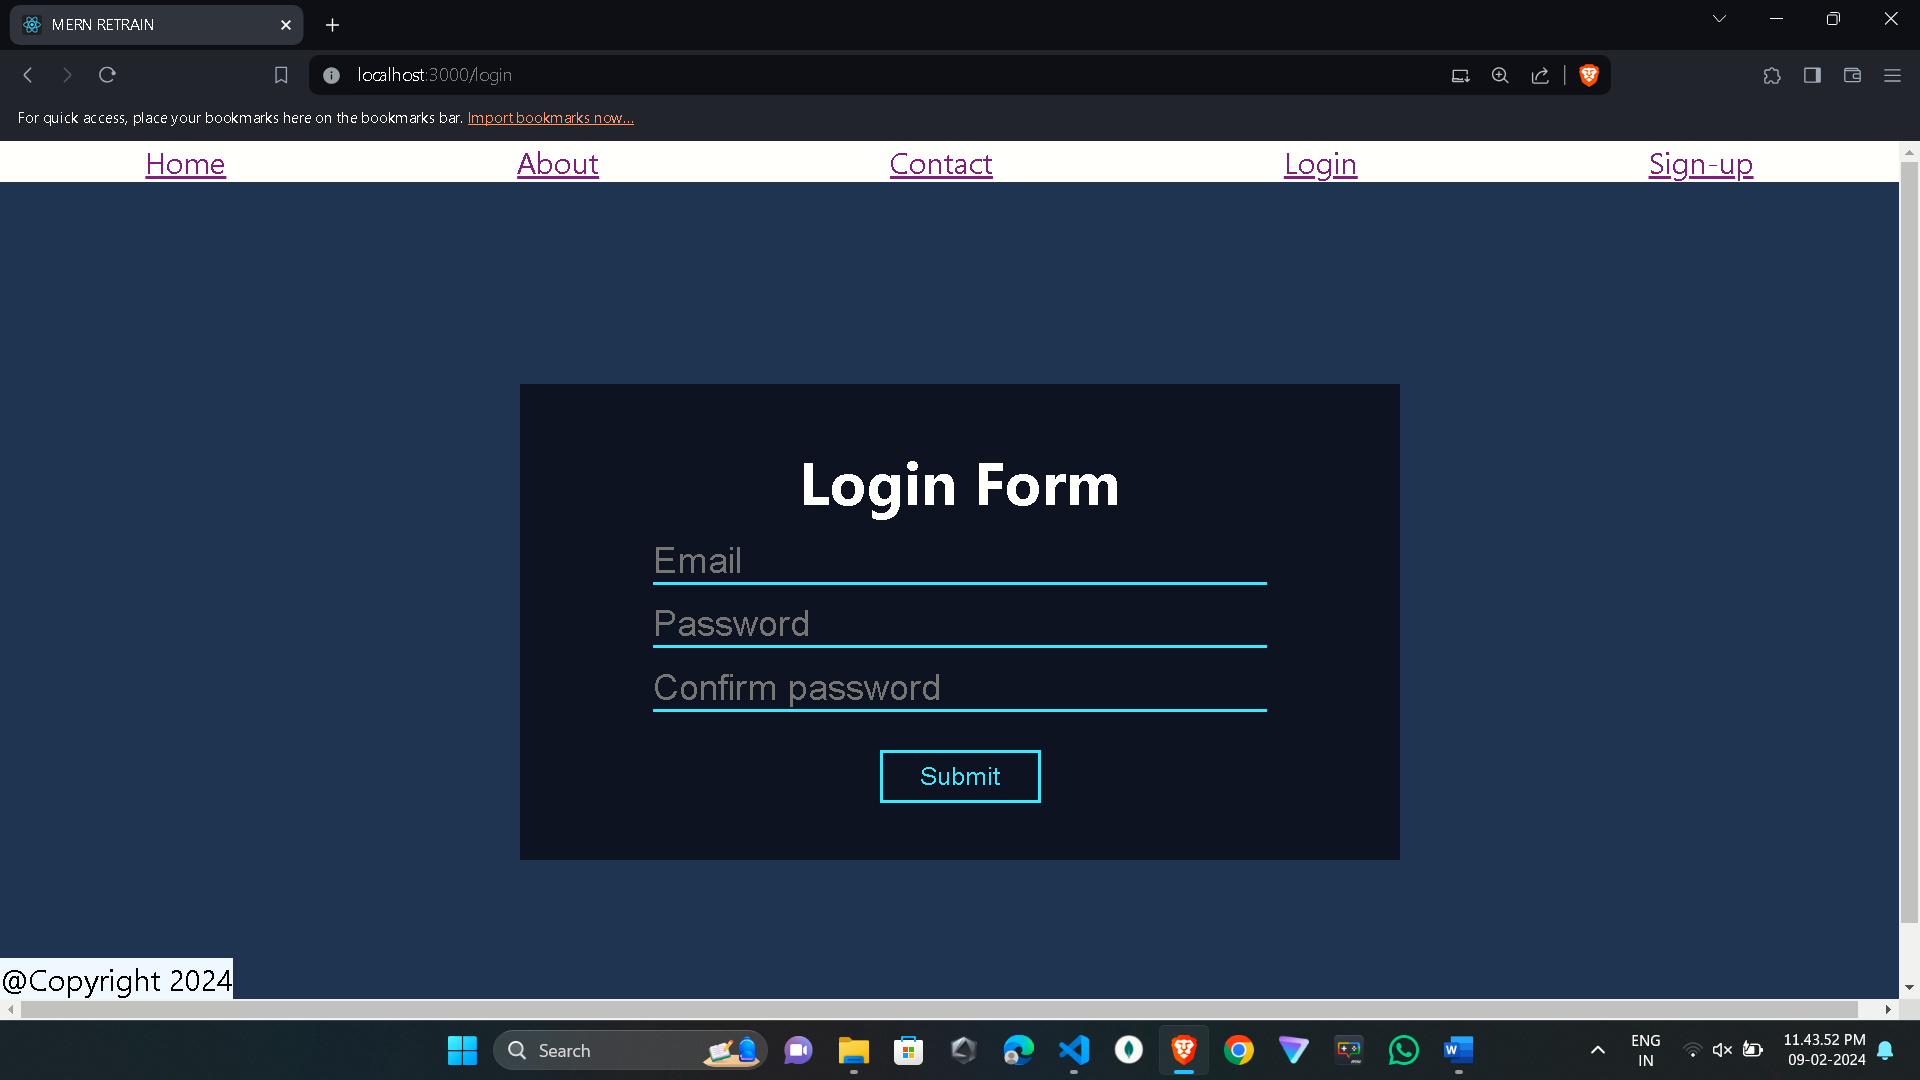 MERN RETRAIN
localhost:3000/login
For quick access, place your bookmarks here on the bookmarks bar. Import bookmarks now...
Home About Contact Login Sign-up
Login Form
Email
Password
Confirm password
Submit
@Copyright 2024
Search
ENG
IN
11.43.52 PM
09-02-2024